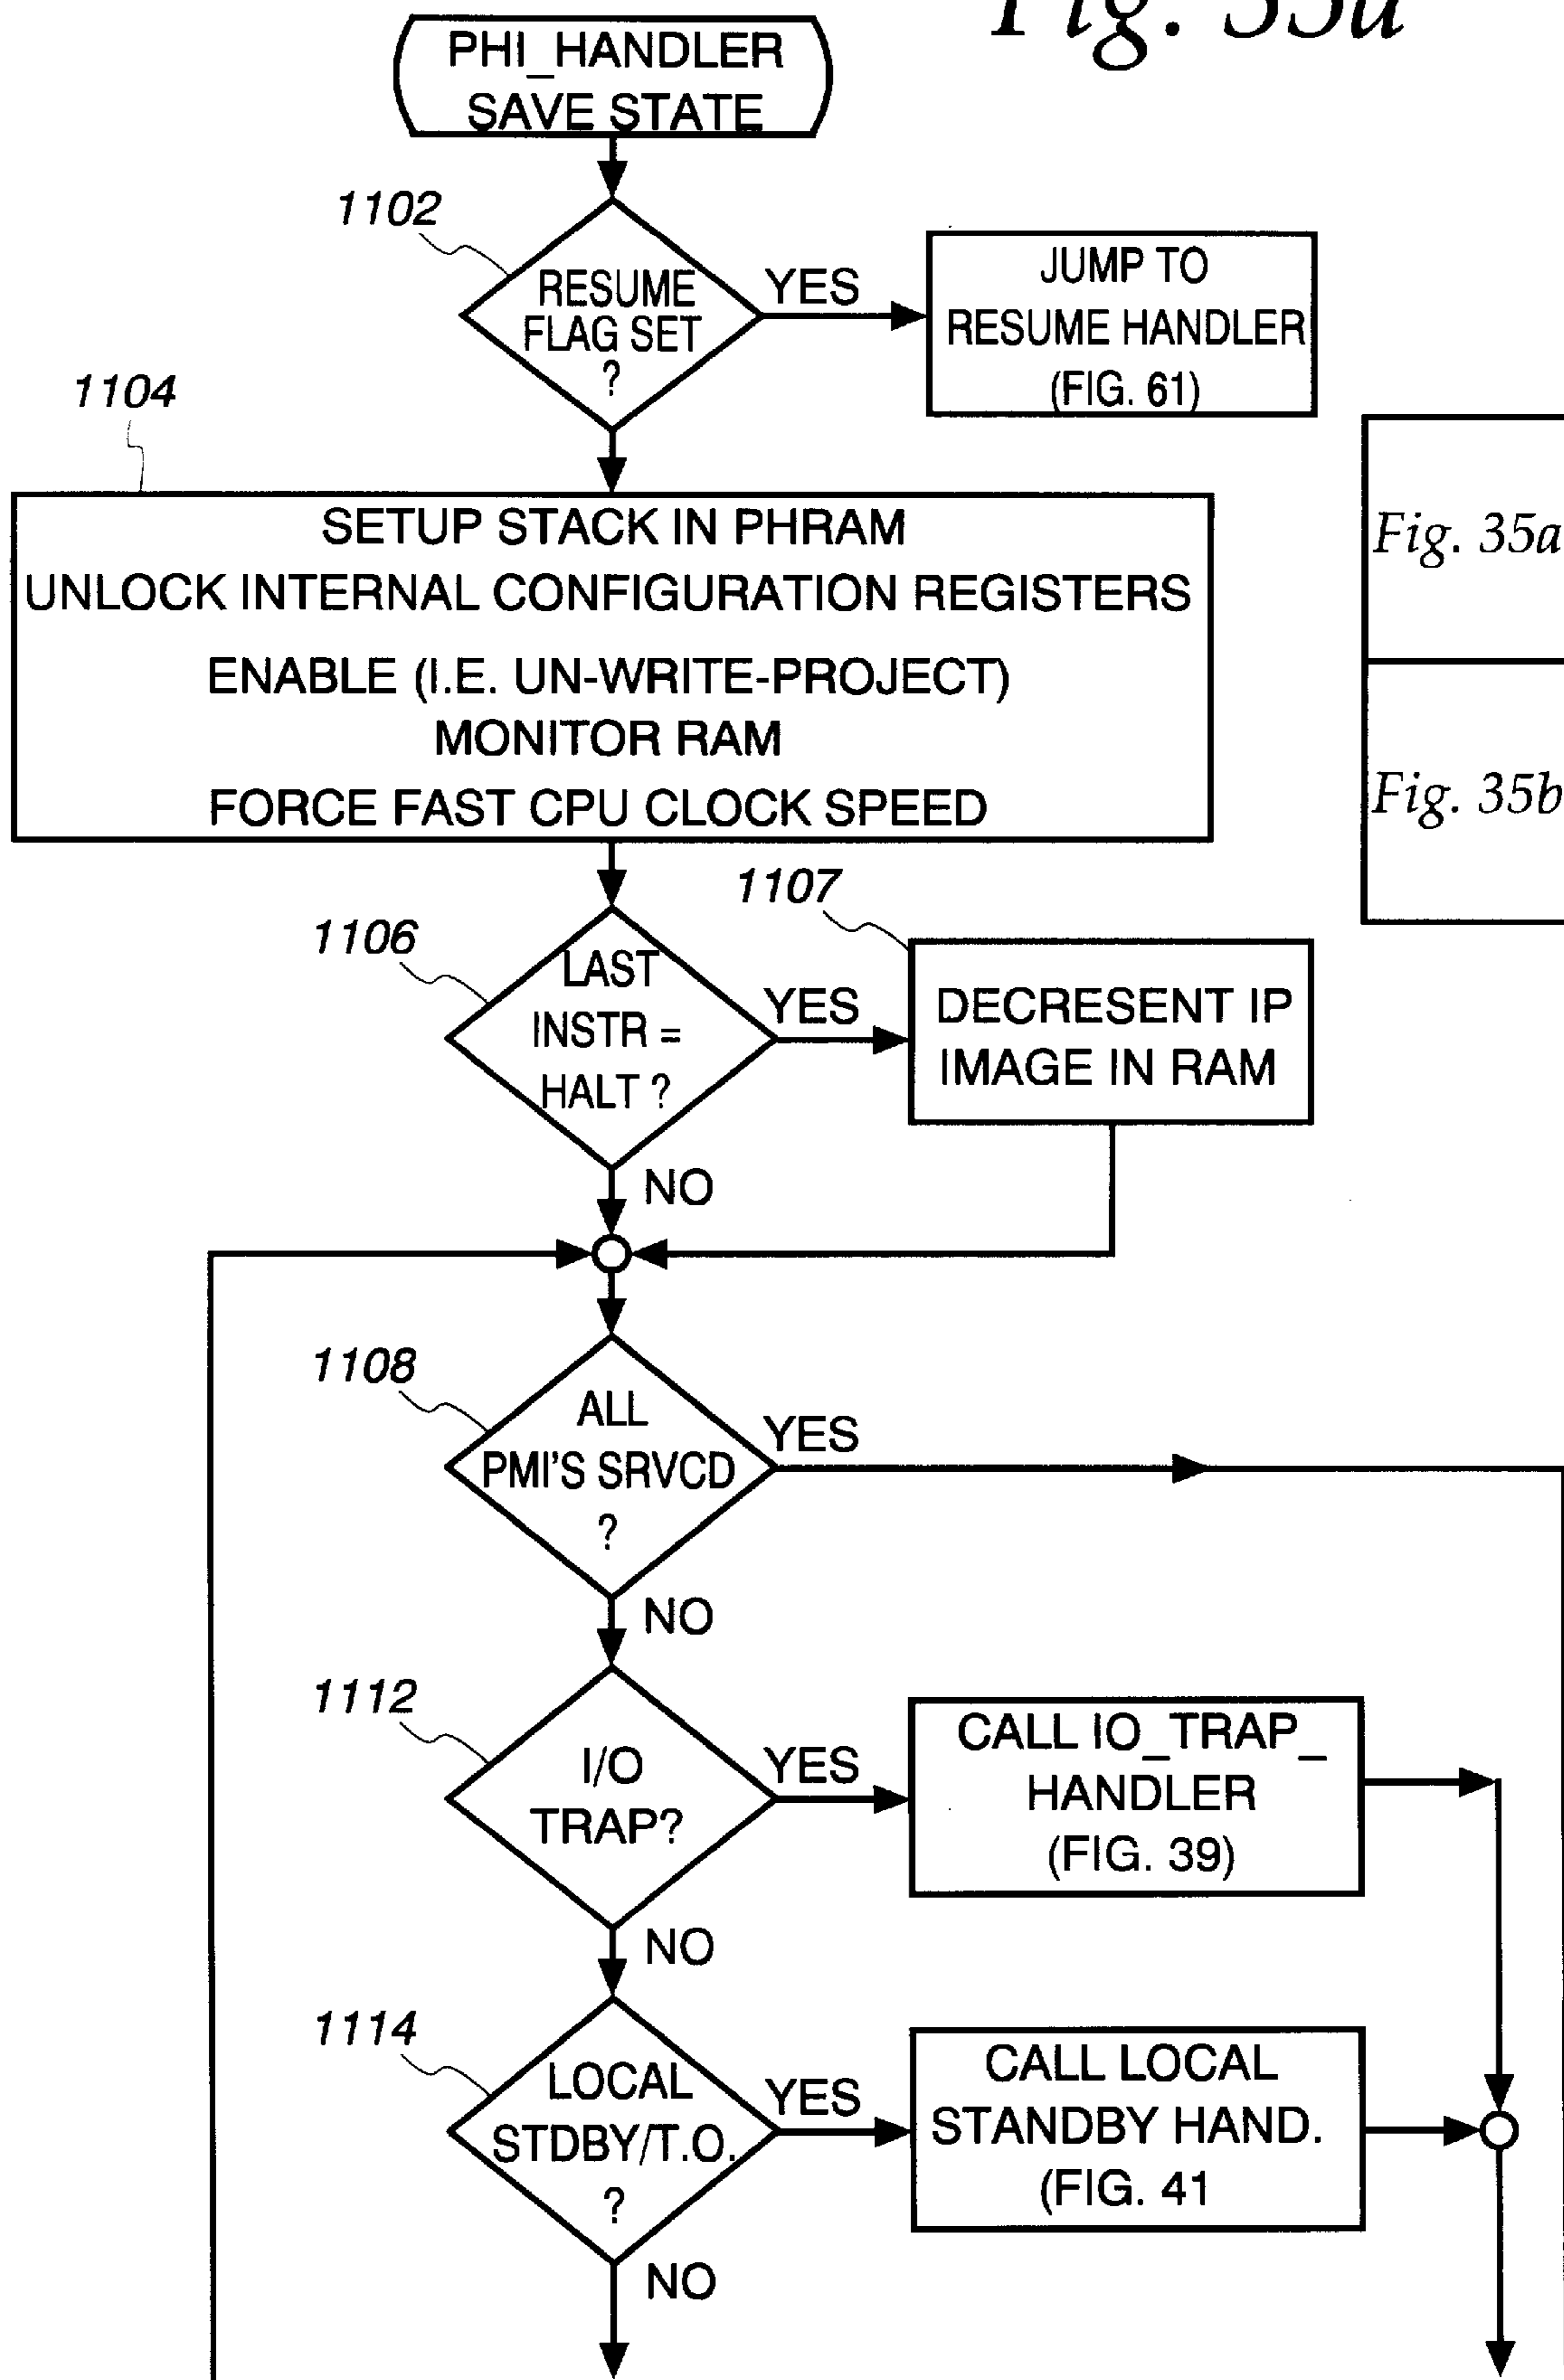 Fig. 35a
PHI_HANDLER
SAVE STATE
1102
RESUME
FLAG SET
?
YES
JUMP TO
RESUME HANDLER
(FIG. 61)
1104
SETUP STACK IN PHRAM
UNLOCK INTERNAL CONFIGURATION REGISTERS
ENABLE (I.E. UN-WRITE-PROJECT)
MONITOR RAM
FORCE FAST CPU CLOCK SPEED
Fig. 35a
Fig. 35b
1106
LAST
INSTR =
HALT ?
YES
1107
DECRESENT IP
IMAGE IN RAM
NO
1108
ALL
PMI'S SRVCD
?
YES
NO
1112
I/O
TRAP?
YES
CALL IO_TRAP_
HANDLER
(FIG. 39)
NO
1114
LOCAL
STDBY/T.O.
?
YES
CALL LOCAL
STANDBY HAND.
(FIG. 41
NO